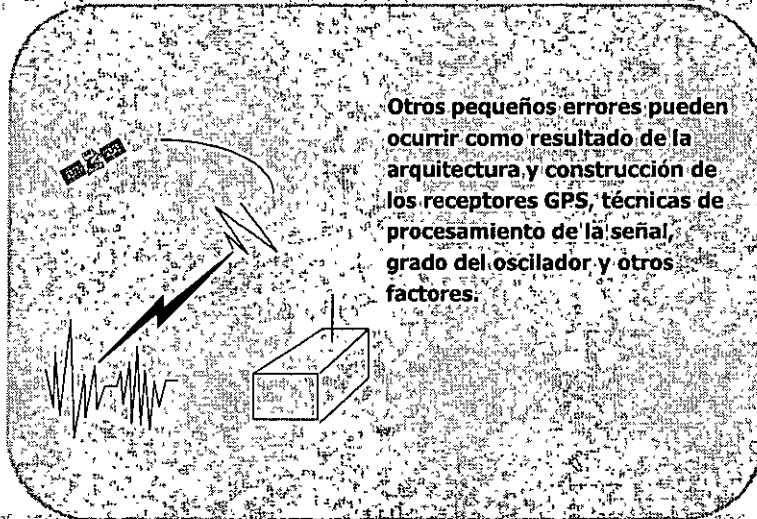 Otros pequeños errores pueden
ocurrir como resultado de la
arquitectura y construcción de
los receptores GPS, técnicas de
procesamiento de la señal,
grado del oscilador y otros
factores.